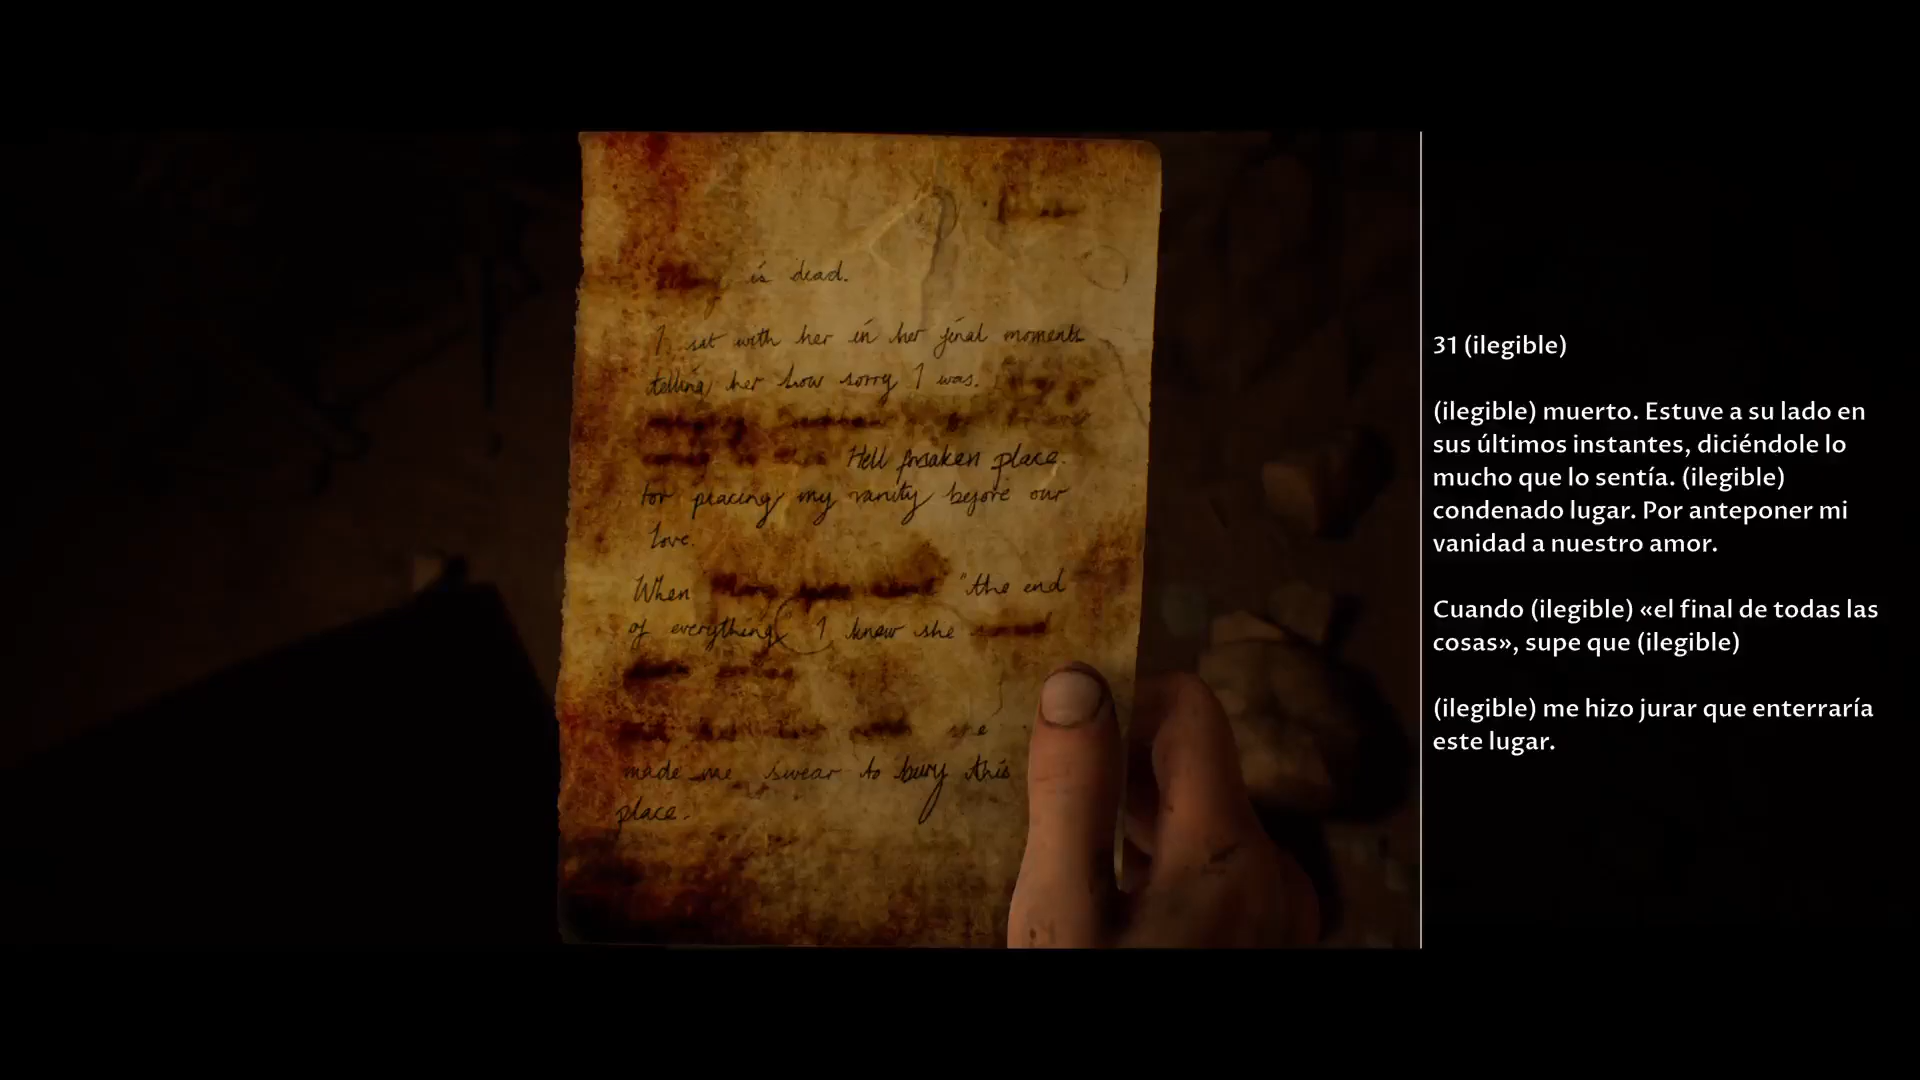 is dead.
I sat with her in her final moments
telling her how sorry I was.
Hell forsaken place.
for placing my vanity before our
love.
When "the end
of everything I knew she
she
made me swear to bury this
place.
31 (ilegible)
(ilegible) muerto. Estuve a su lado en
sus últimos instantes, diciéndole lo
mucho que lo sentía. (ilegible)
condenado lugar. Por anteponer mi
vanidad a nuestro amor.
Cuando (ilegible) «el final de todas las
cosas», supe que (ilegible)
(ilegible) me hizo jurar que enterraría
este lugar.